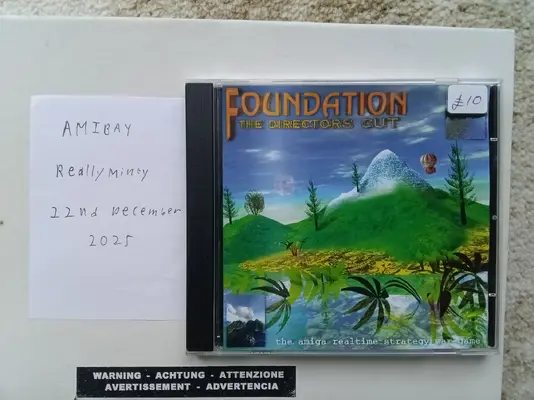 AMIBAY
ReallyMinty
22nd December
2025
FOUNDATION
THE DIRECTORS CUT
£10
the amiga realtime strategy war game
WARNING - ACHTUNG - ATTENZIONE
AVERTISSEMENT - ADVERTENCIA